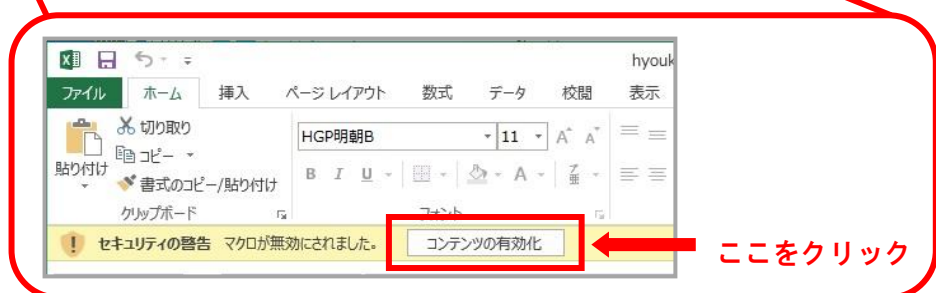 hyouk
ファイル ホーム 挿入 ページ レイアウト 数式 データ 校閲 表示
切り取り
コピー
書式のコピー/貼り付け
貼り付け
HGP明朝B 11 A A
B I U A ア亜
クリップボード フォント
セキュリティの警告 マクロが無効にされました。 コンテンツの有効化
ここをクリック